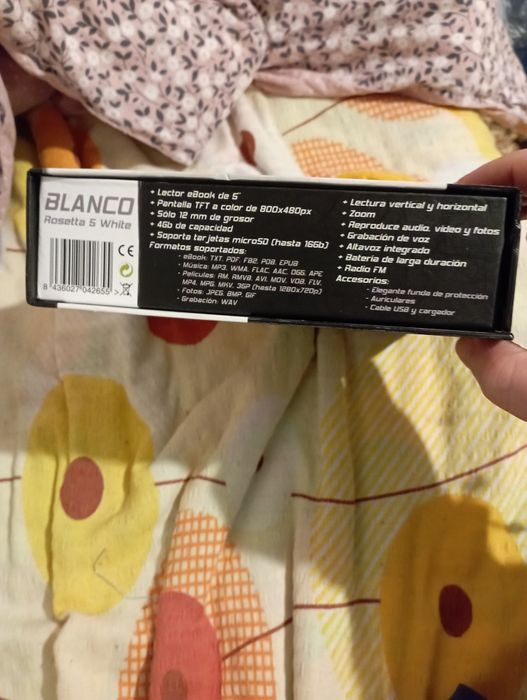 BLANCO
Rosetta 5 White
8 436027 042655 >
CE
+ Lector eBook de 5"
+ Pantalla TFT a color de 800x480px
+ Sólo 12 mm de grosor
+ 4Gb de capacidad
+ Soporta tarjetas microSD (hasta 16Gb)
Formatos soportados:
- eBook: TXT, PDF, FB2, PDB, EPUB
- Música: MP3, WMA, FLAC, AAC, OGG, APE
- Películas: RM, RMVB, AVI, MOV, VOB, FLV,
MP4, MPG, MKV, 3GP (hasta 1280x720p)
- Fotos: JPEG, BMP, GIF
- Grabación: WAV
+ Lectura vertical y horizontal
+ Zoom
+ Reproduce audio, vídeo y fotos
+ Grabación de voz
+ Altavoz integrado
+ Batería de larga duración
+ Radio FM
Accesorios:
- Elegante funda de protección
- Auriculares
- Cable USB y cargador